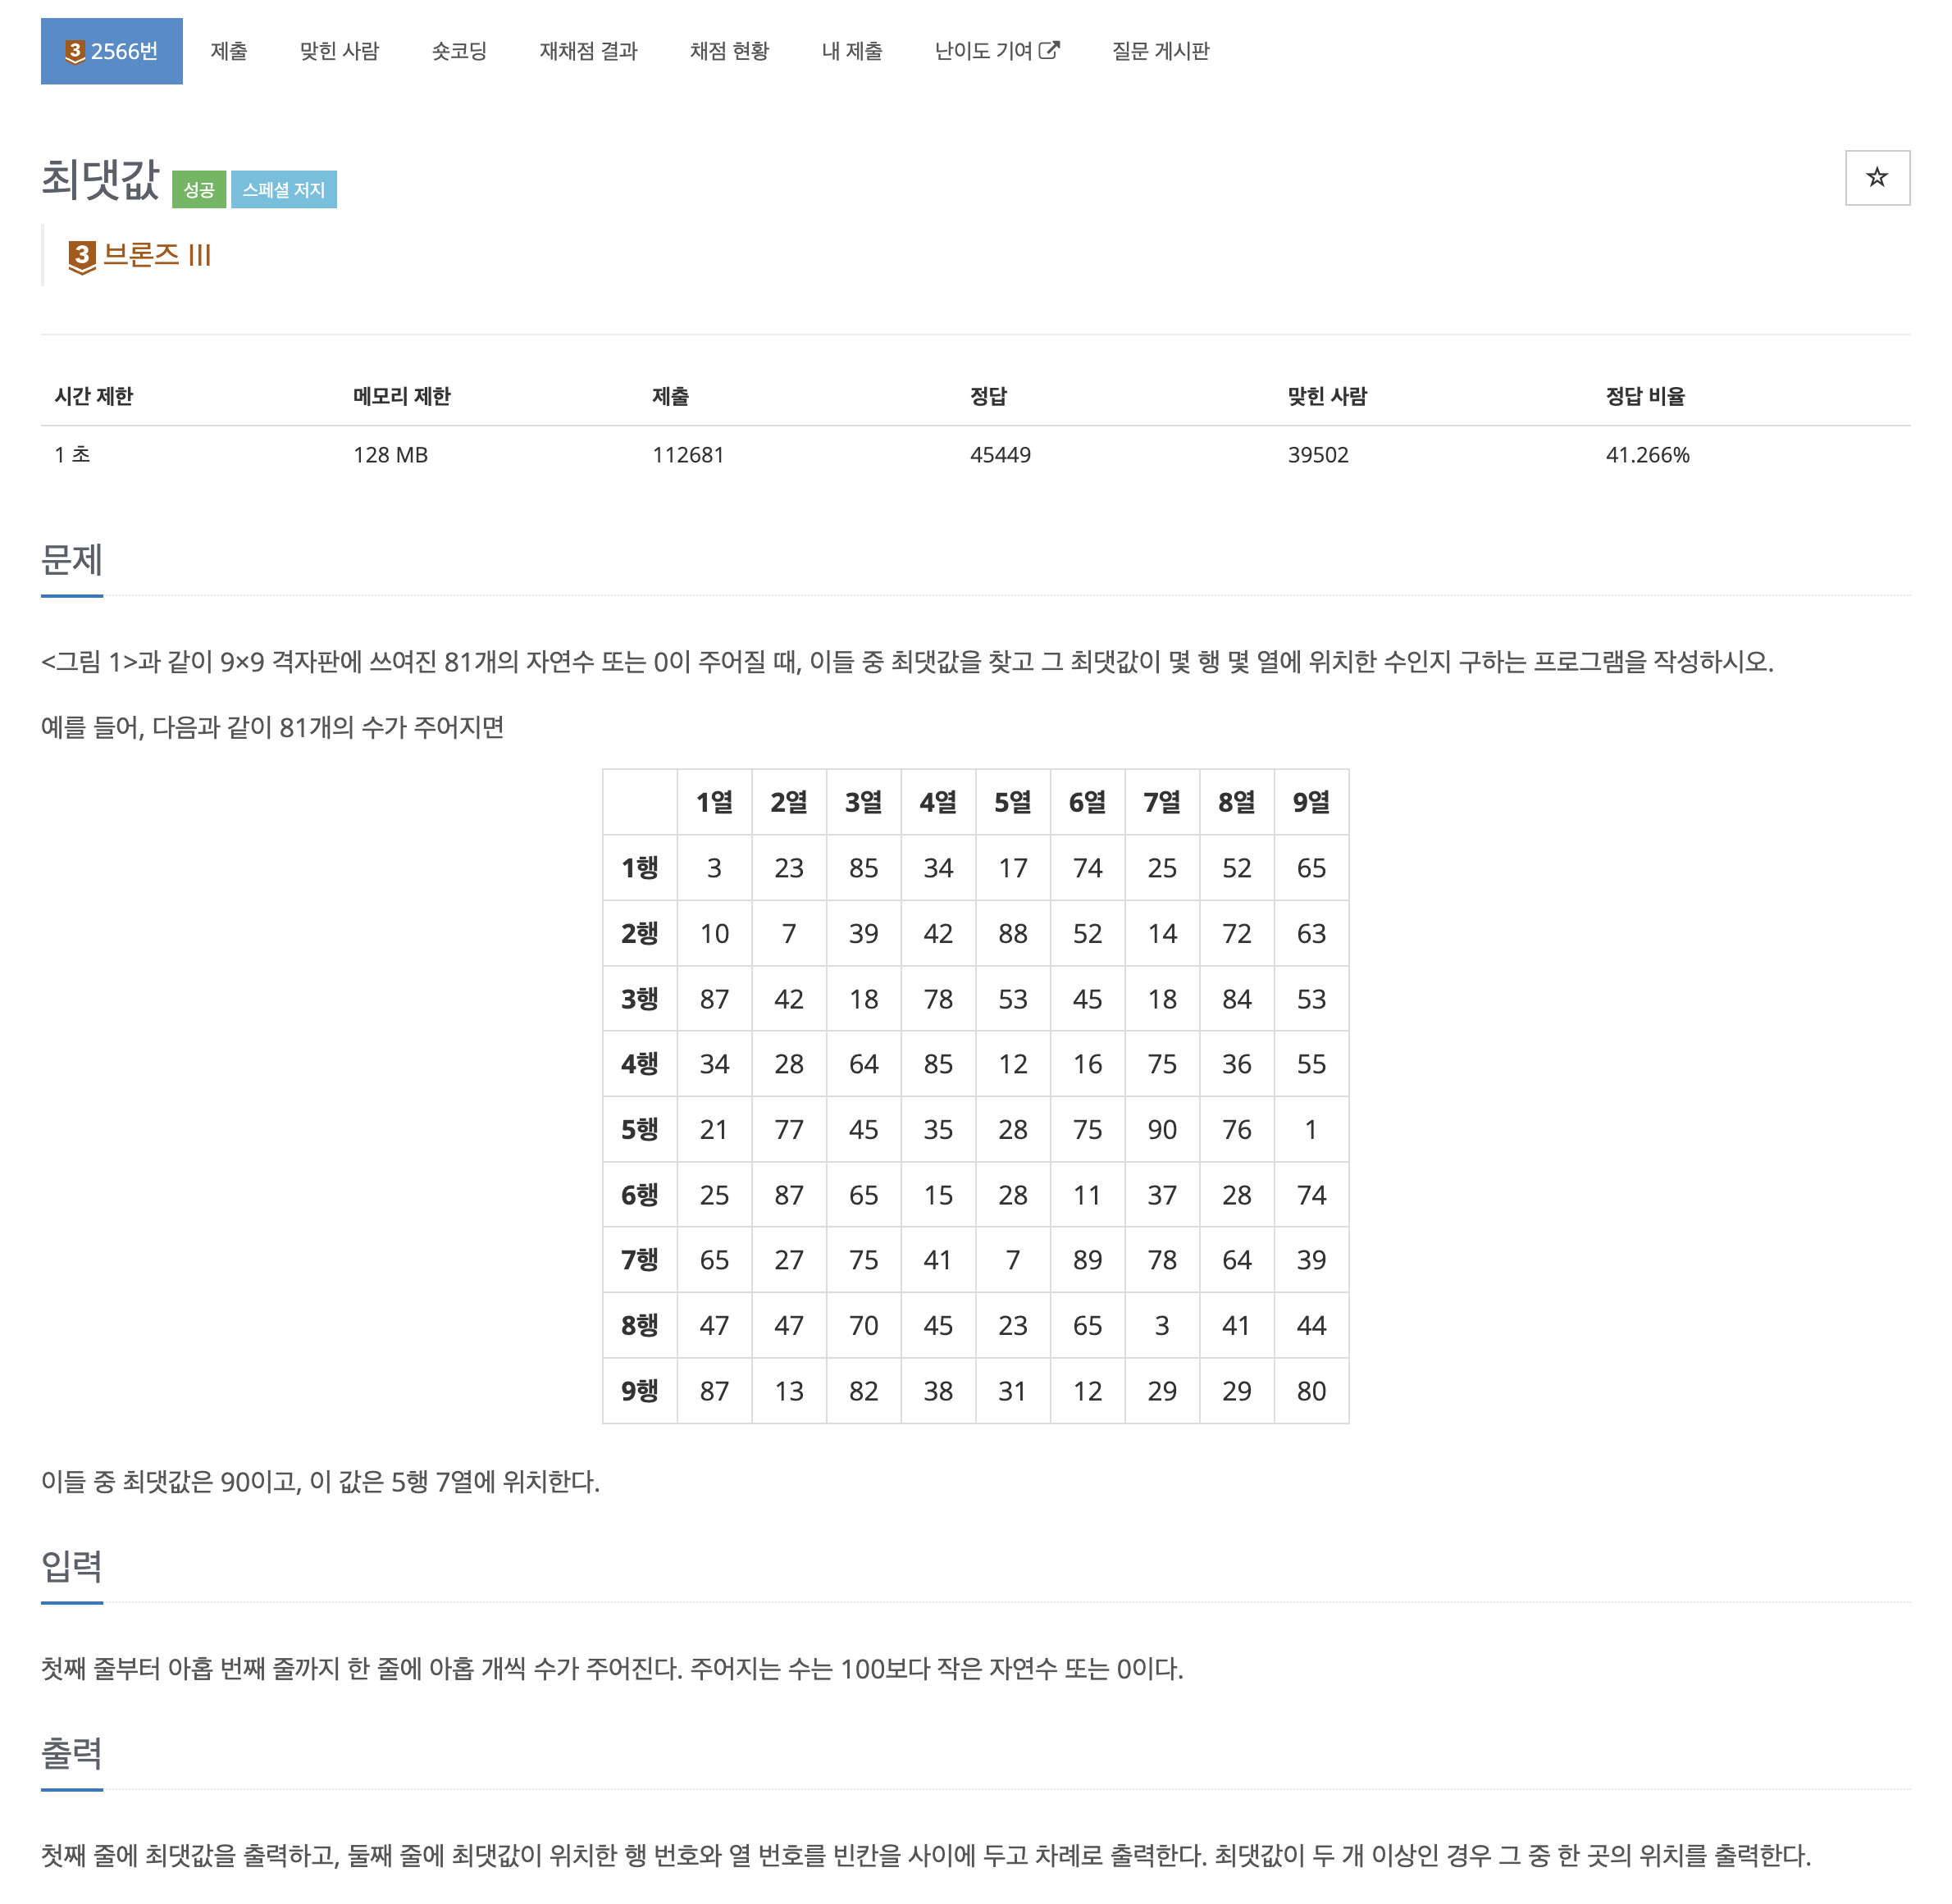 3 2566번 제출 맞힌 사람 숏코딩 재채점 결과 채점 현황 내 제출 난이도 기여 질문 게시판
최댓값 성공 스페셜 저지
3 브론즈 III
시간 제한 메모리 제한 제출 정답 맞힌 사람 정답 비율
1 초 128 MB 112681 45449 39502 41.266%
문제
<그림 1>과 같이 9×9 격자판에 쓰여진 81개의 자연수 또는 0이 주어질 때, 이들 중 최댓값을 찾고 그 최댓값이 몇 행 몇 열에 위치한 수인지 구하는 프로그램을 작성하시오.
예를 들어, 다음과 같이 81개의 수가 주어지면
1열 2열 3열 4열 5열 6열 7열 8열 9열
1행 3 23 85 34 17 74 25 52 65
2행 10 7 39 42 88 52 14 72 63
3행 87 42 18 78 53 45 18 84 53
4행 34 28 64 85 12 16 75 36 55
5행 21 77 45 35 28 75 90 76 1
6행 25 87 65 15 28 11 37 28 74
7행 65 27 75 41 7 89 78 64 39
8행 47 47 70 45 23 65 3 41 44
9행 87 13 82 38 31 12 29 29 80
이들 중 최댓값은 90이고, 이 값은 5행 7열에 위치한다.
입력
첫째 줄부터 아홉 번째 줄까지 한 줄에 아홉 개씩 수가 주어진다. 주어지는 수는 100보다 작은 자연수 또는 0이다.
출력
첫째 줄에 최댓값을 출력하고, 둘째 줄에 최댓값이 위치한 행 번호와 열 번호를 빈칸을 사이에 두고 차례로 출력한다. 최댓값이 두 개 이상인 경우 그 중 한 곳의 위치를 출력한다.